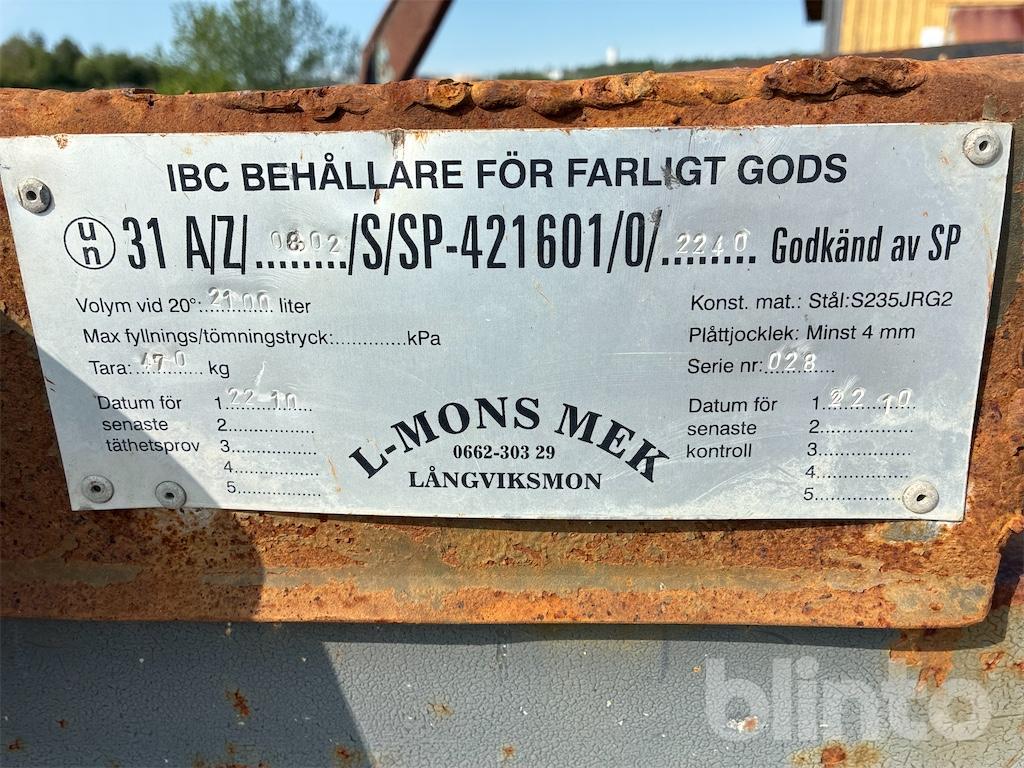 IBC BEHÅLLARE FÖR FARLIGT GODS
un 31 A/Z/..0802../S/SP-421601/0/..2240.. Godkänd av SP
Volym vid 20°:.2100.. liter
Max fyllnings/tömningstryck:.............kPa
Tara:.470.... kg
Datum för senaste täthetsprov
1.22-10...
2...............
3...............
4...............
5...............
L-MONS MEK
0662-303 29
LÅNGVIKSMON
Konst. mat.: Stål:S235JRG2
Plåttjocklek: Minst 4 mm
Serie nr:.028....
Datum för senaste kontroll
1.22 10
2...............
3...............
4...............
5...............
blinto